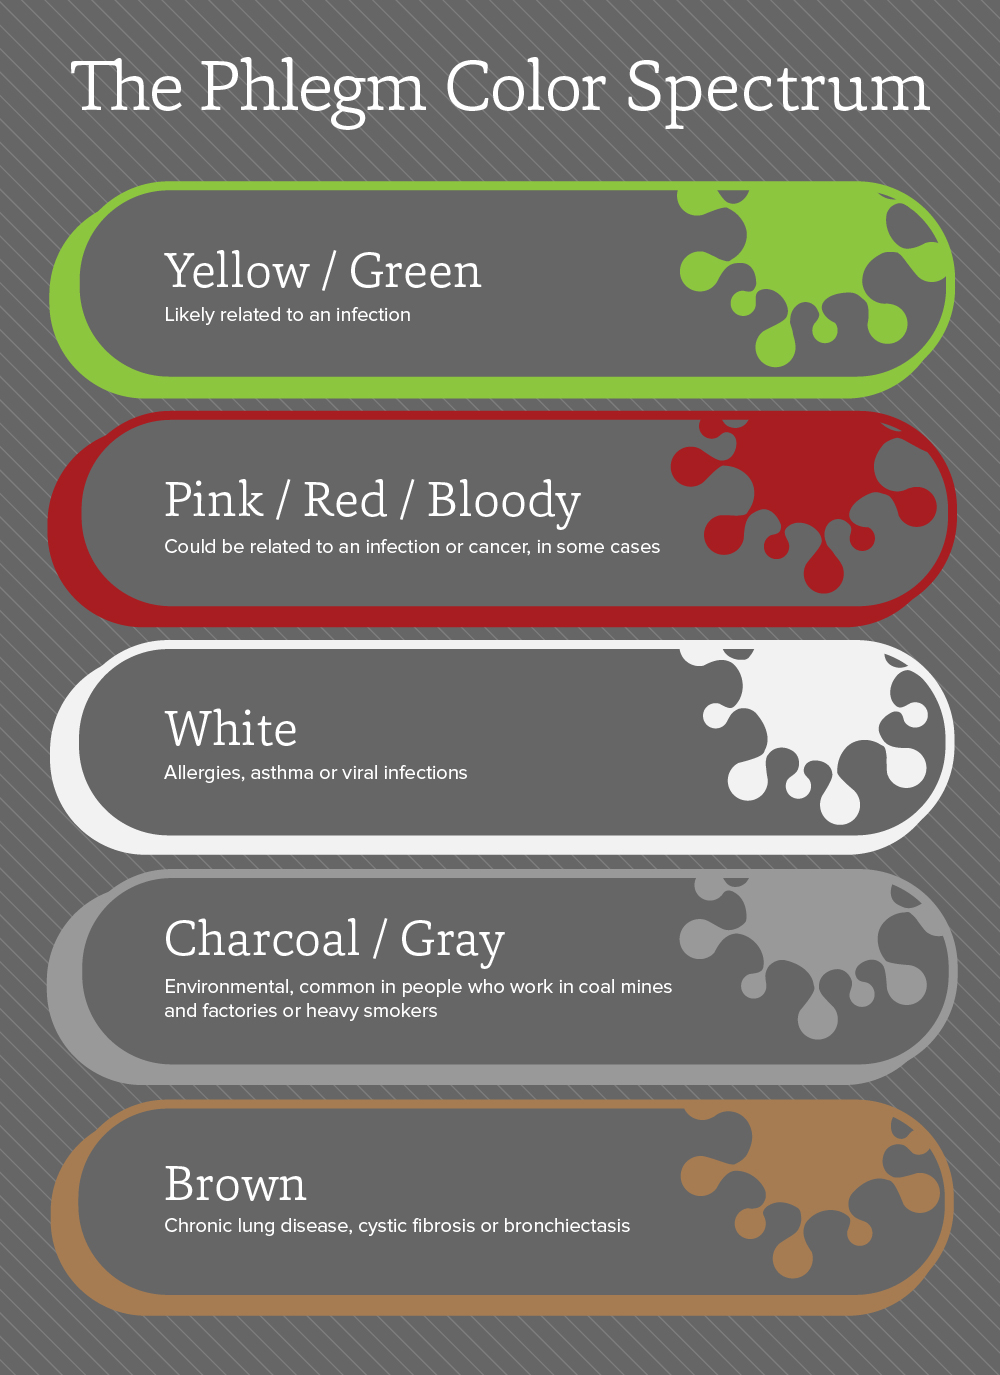 The Phlegm Color Spectrum
Yellow / Green
Likely related to an infection
Pink / Red / Bloody
Could be related to an infection or cancer, in some cases
White
Allergies, asthma or viral infections
Charcoal / Gray
Environmental, common in people who work in coal mines
and factories or heavy smokers
Brown
Chronic lung disease, cystic fibrosis or bronchiectasis